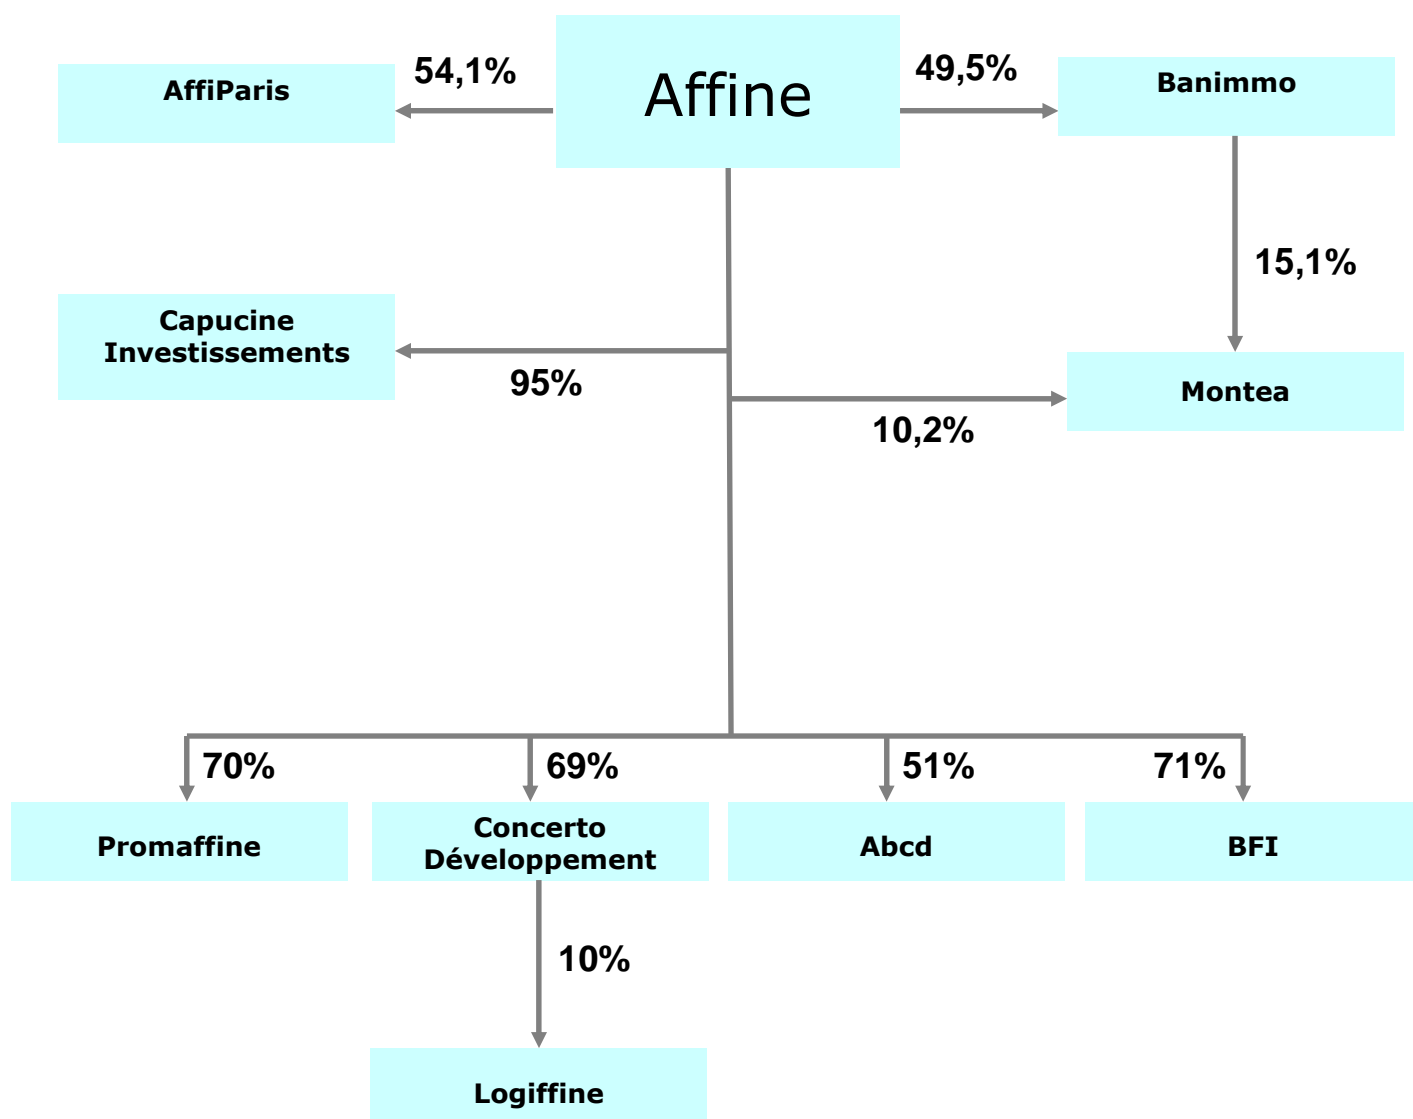 Affine
54,1%
49,5%
AffiParis
Banimmo
15,1%
Capucine
Investissements
95%
Montea
10,2%
70%
69%
51%
71%
Promaffine
Concerto
Développement
Abcd
BFI
10%
Logiffine